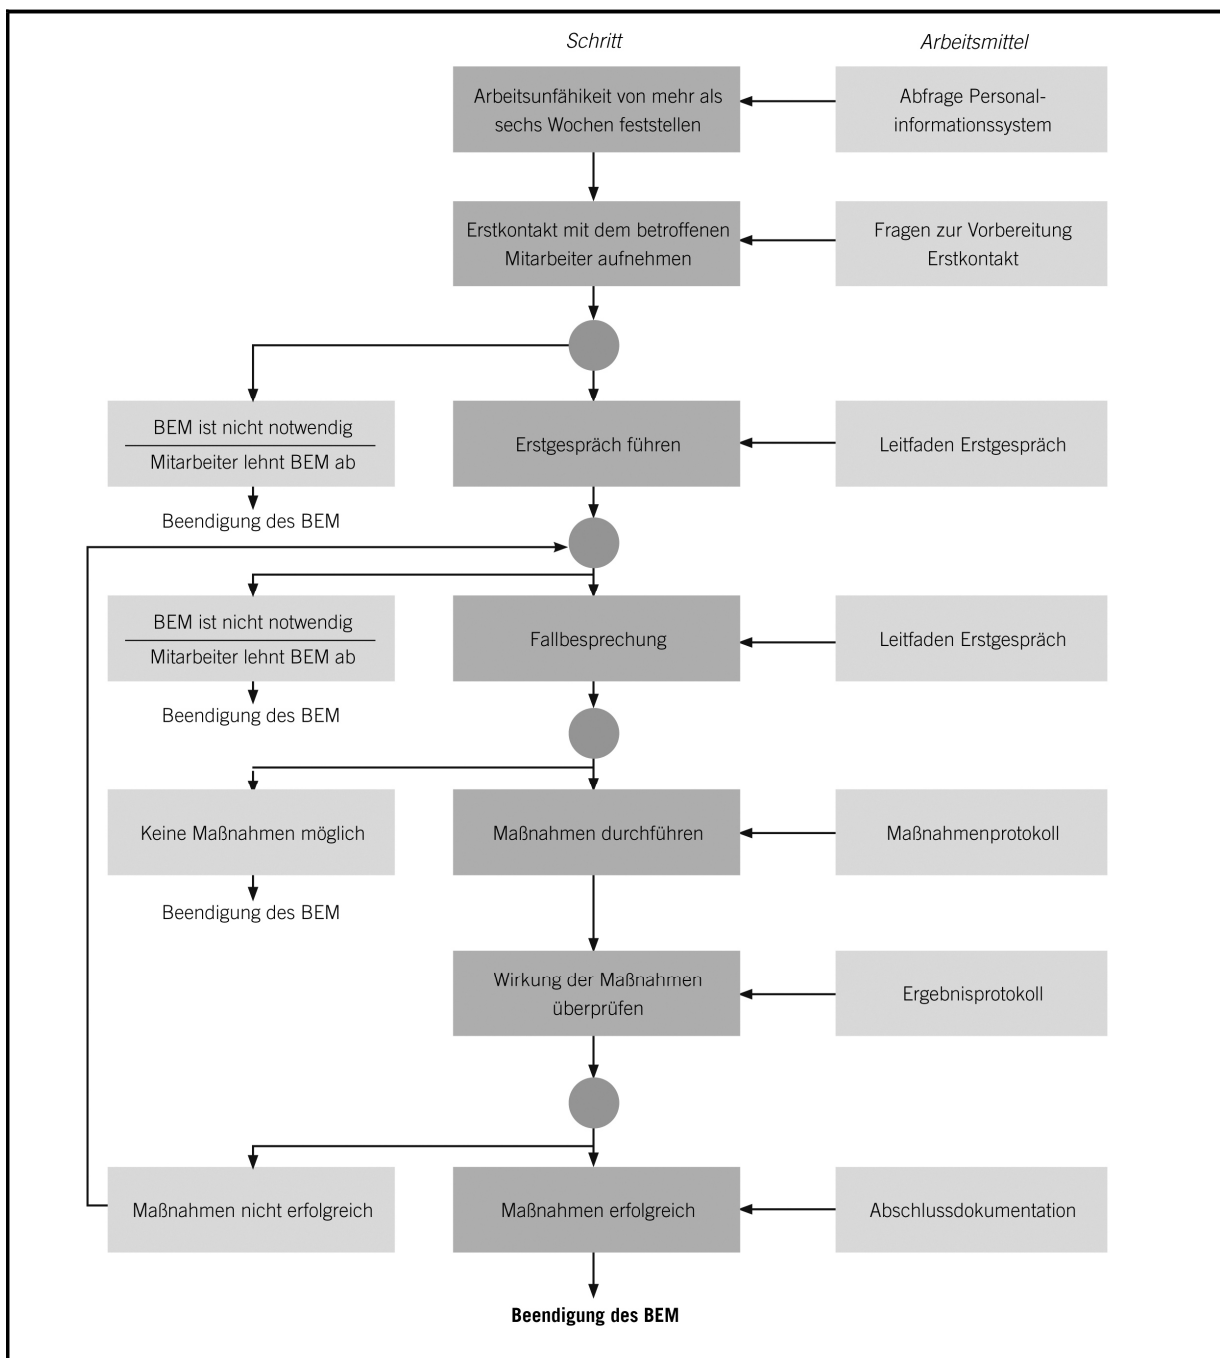 Schritt
Arbeitsmittel
Arbeitsunfähikeit von mehr als
sechs Wochen feststellen
Abfrage Personal-
informationssystem
Erstkontakt mit dem betroffenen
Mitarbeiter aufnehmen
Fragen zur Vorbereitung
Erstkontakt
BEM ist nicht notwendig
Mitarbeiter lehnt BEM ab
Erstgespräch führen
Leitfaden Erstgespräch
Beendigung des BEM
BEM ist nicht notwendig
Mitarbeiter lehnt BEM ab
Fallbesprechung
Leitfaden Erstgespräch
Beendigung des BEM
Keine Maßnahmen möglich
Maßnahmen durchführen
Maßnahmenprotokoll
Beendigung des BEM
Wirkung der Maßnahmen
überprüfen
Ergebnisprotokoll
Maßnahmen nicht erfolgreich
Maßnahmen erfolgreich
Abschlussdokumentation
Beendigung des BEM